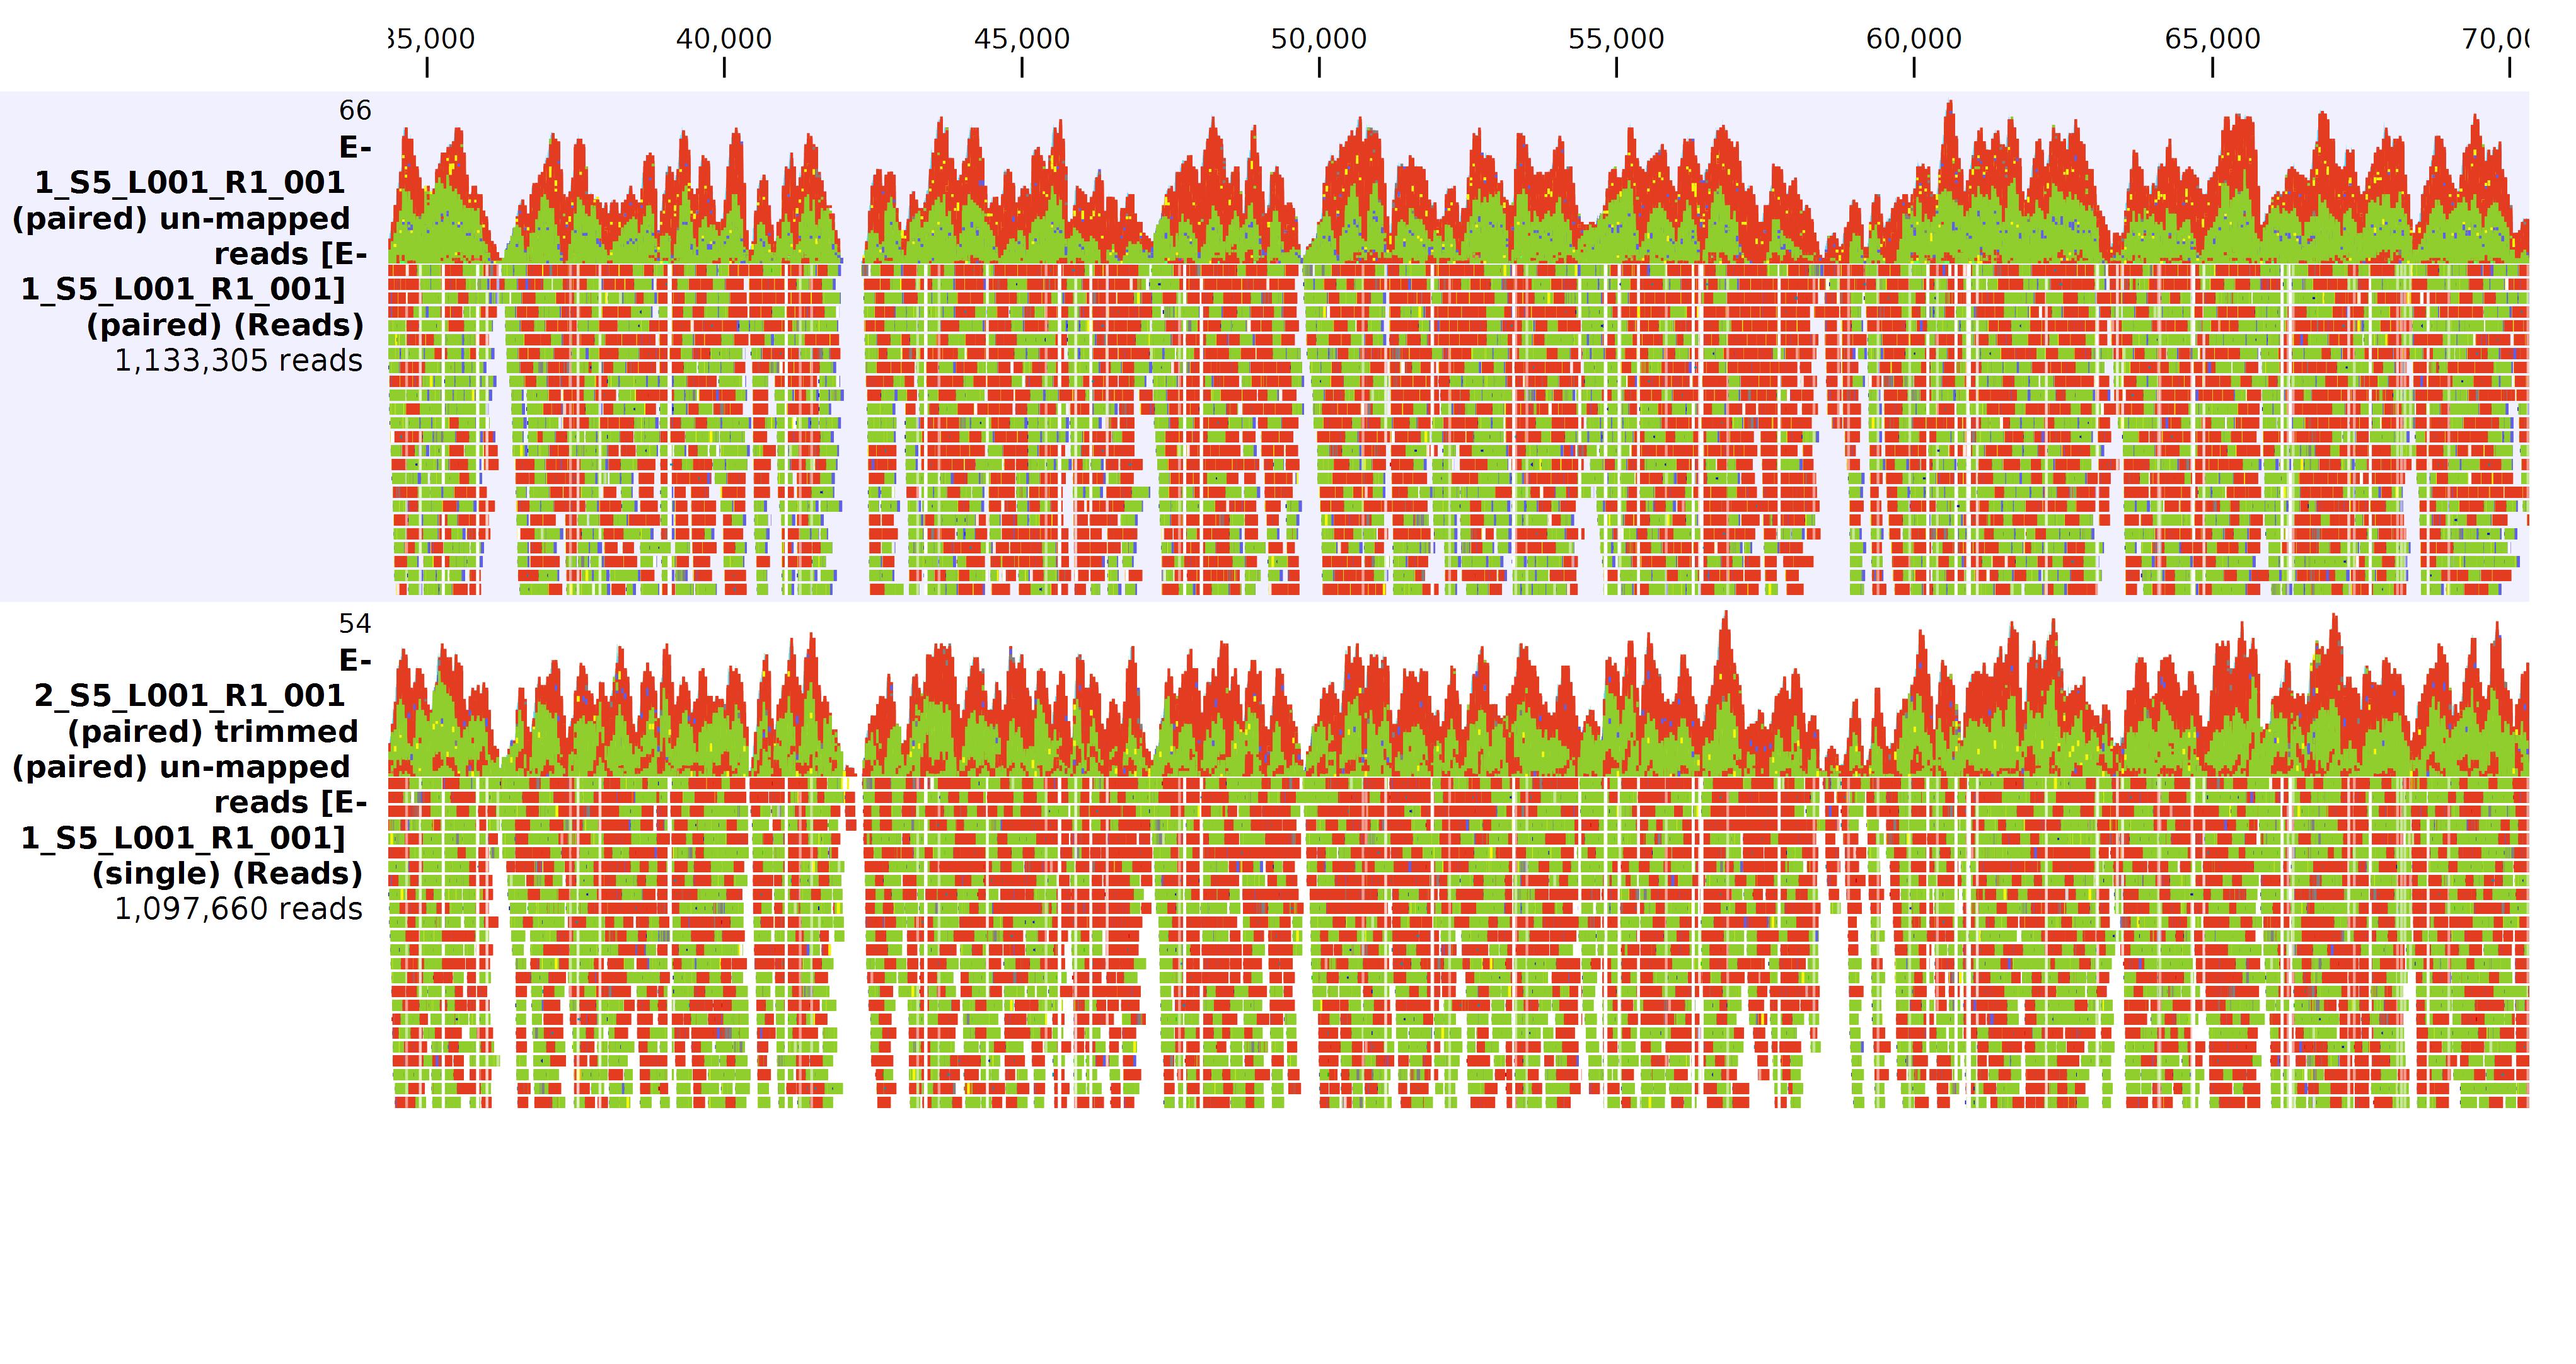 35,000 40,000 45,000 50,000 55,000 60,000 65,000 70,0
66
E-
1_S5_L001_R1_001
(paired) un-mapped
reads [E-
1_S5_L001_R1_001]
(paired) (Reads)
1,133,305 reads
54
E-
2_S5_L001_R1_001
(paired) trimmed
(paired) un-mapped
reads [E-
1_S5_L001_R1_001]
(single) (Reads)
1,097,660 reads